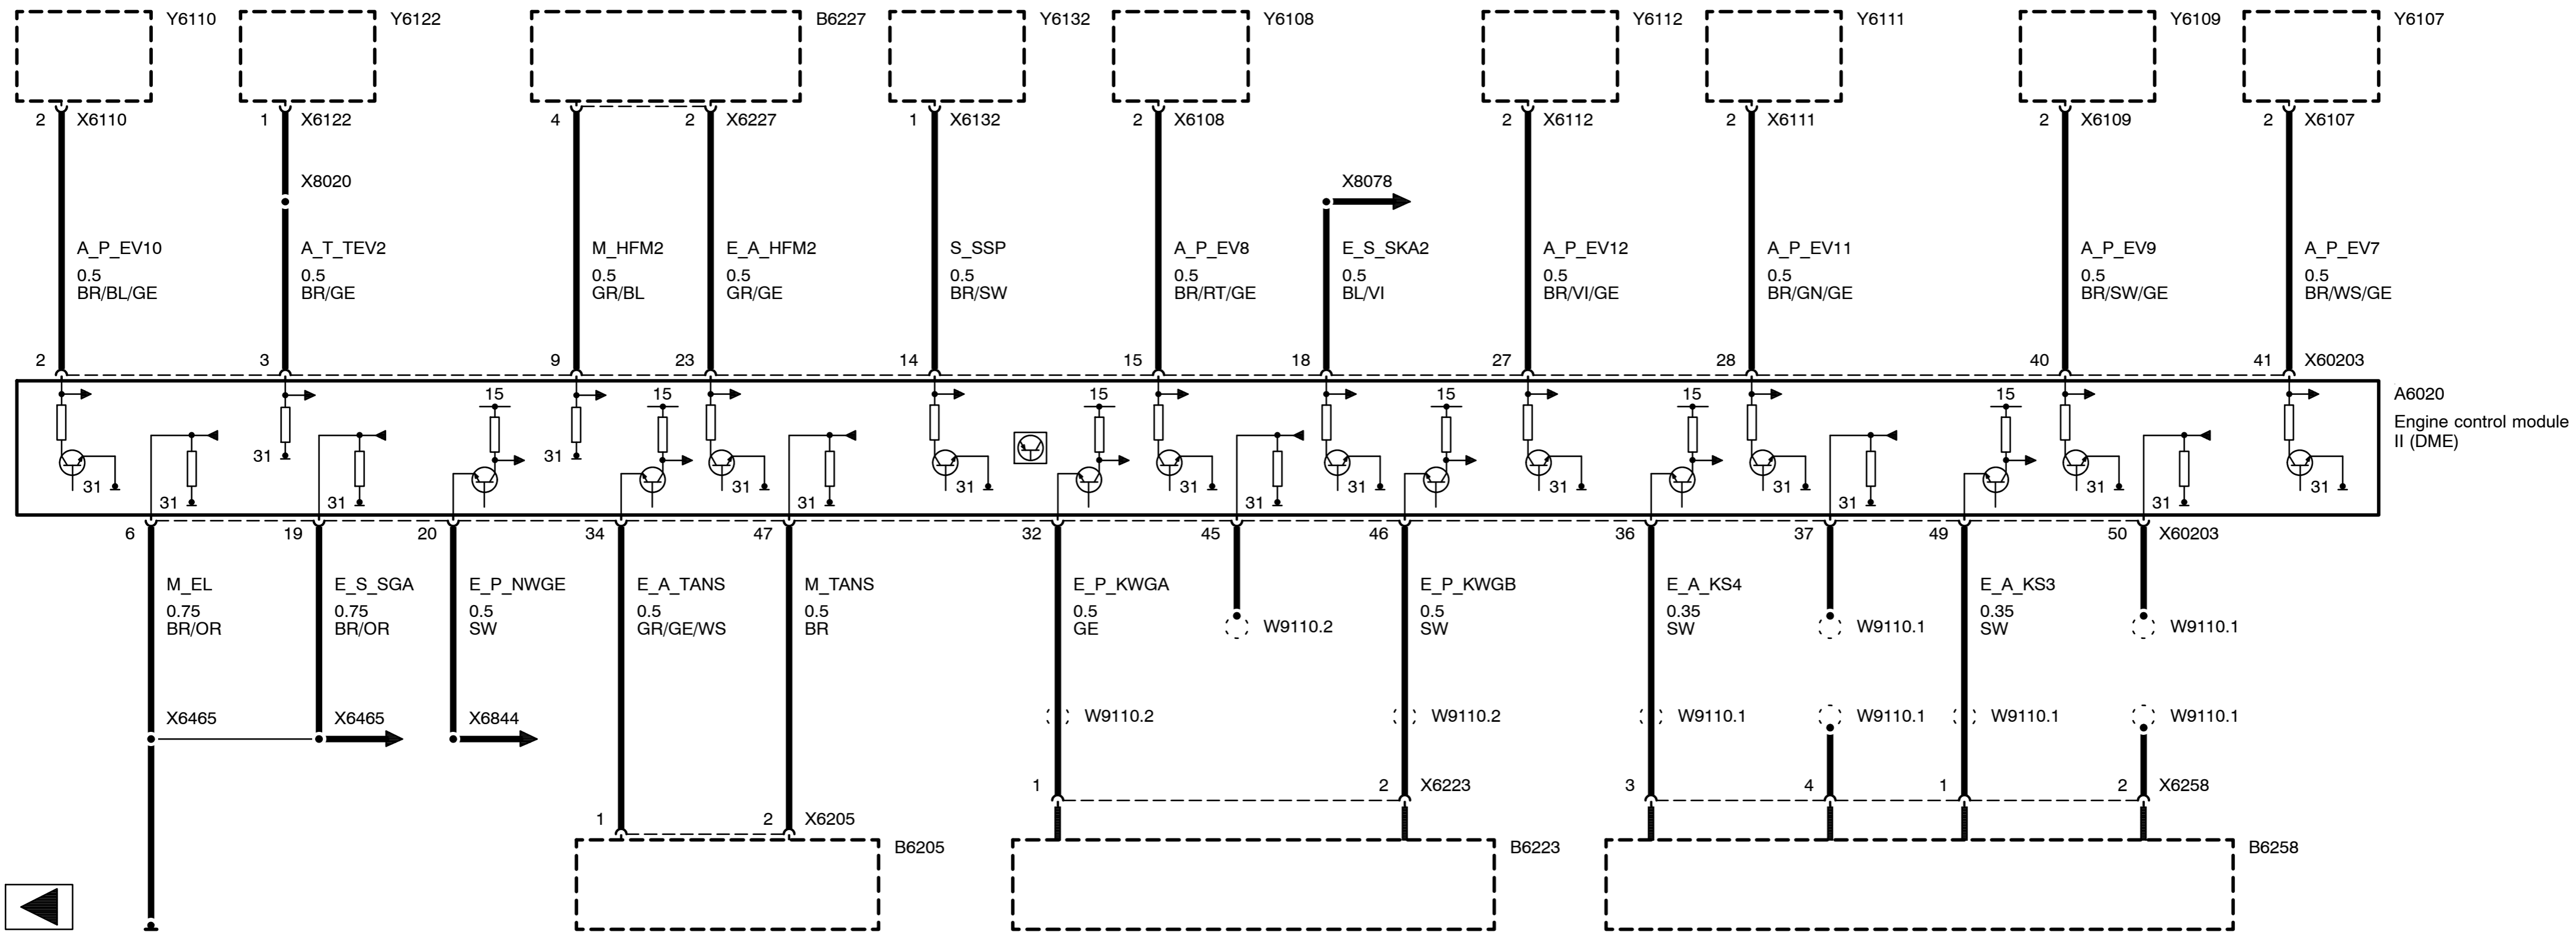 Y6110 Y6122 B6227 Y6132 Y6108 Y6112 Y6111 Y6109 Y6107
2 X6110 1 X6122 4 2 X6227 1 X6132 2 X6108 2 X6112 2 X6111 2 X6109 2 X6107
X8020 X8078
A_P_EV10 A_T_TEV2 M_HFM2 E_A_HFM2 S_SSP A_P_EV8 E_S_SKA2 A_P_EV12 A_P_EV11 A_P_EV9 A_P_EV7
0.5 0.5 0.5 0.5 0.5 0.5 0.5 0.5 0.5 0.5 0.5
BR/BL/GE BR/GE GR/BL GR/GE BR/SW BR/RT/GE BL/VI BR/VI/GE BR/GN/GE BR/SW/GE BR/WS/GE
2 3 9 23 14 15 18 27 28 40 41 X60203
15 15 15 15 15 15 A6020
Engine control module
II (DME)
31 31
31 31 31 31 31 31 31 31 31
31 31 31 31 31 31
6 19 20 34 47 32 45 46 36 37 49 50 X60203
M_EL E_S_SGA E_P_NWGE E_A_TANS M_TANS E_P_KWGA E_P_KWGB E_A_KS4 E_A_KS3
0.75 0.75 0.5 0.5 0.5 0.5 0.5 0.35 0.35
BR/OR BR/OR SW GR/GE/WS BR GE SW SW SW
W9110.2 W9110.1 W9110.1
X6465 X6465 X6844 W9110.2 W9110.2 W9110.1 W9110.1 W9110.1 W9110.1
1 2 X6223 3 4 1 2 X6258
1 2 X6205
B6205 B6223 B6258